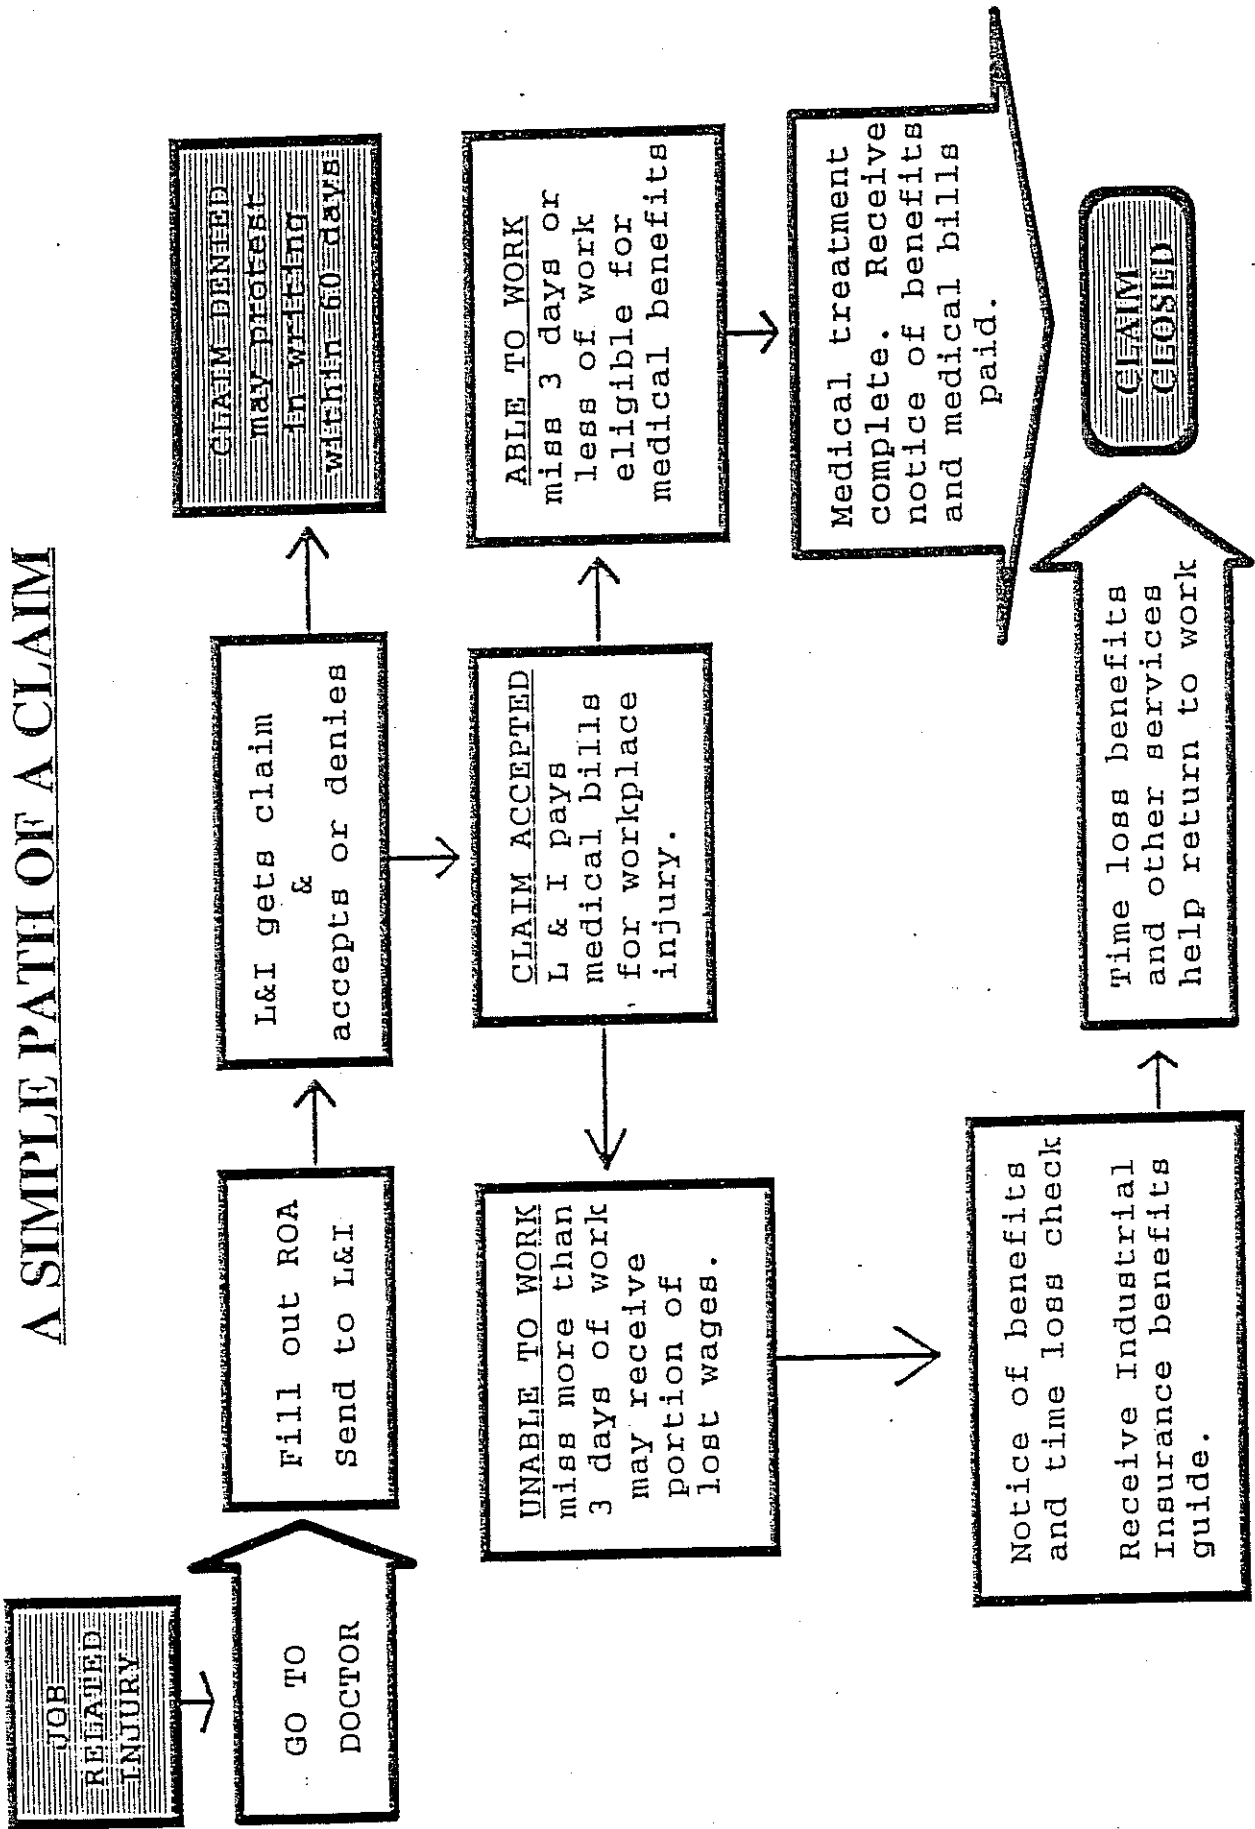 A SIMPLE PATH OF A CLAIM
JOB
RELATED
INJURY
GO TO
DOCTOR
Fill out ROA
Send to L&I
L&I gets claim
&
accepts or denies
CLAIM DENIED
may protest
in writing
within 60 days
CLAIM ACCEPTED
L & I pays
medical bills
for workplace
injury.
ABLE TO WORK
miss 3 days or
less of work
eligible for
medical benefits
Medical treatment
complete. Receive
notice of benefits
and medical bills
paid.
UNABLE TO WORK
miss more than
3 days of work
may receive
portion of
lost wages.
Notice of benefits
and time loss check
Receive Industrial
Insurance benefits
guide.
Time loss benefits
and other services
help return to work
CLAIM
CLOSED